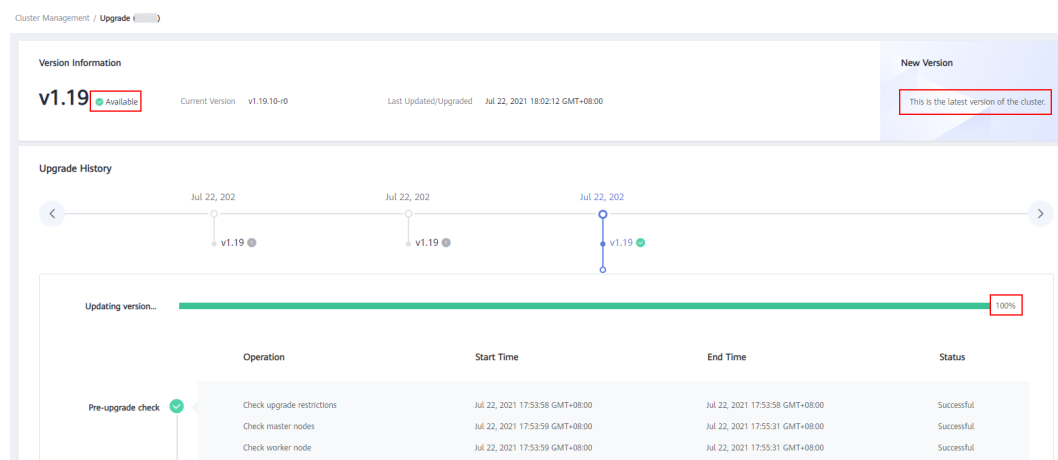 Cluster Management / Upgrade ( )
Version Information
New Version
v1.19 Available
Current Version v1.19.10-r0
Last Updated/Upgraded Jul 22, 2021 18:02:12 GMT+08:00
This is the latest version of the cluster.
Upgrade History
Jul 22, 202 Jul 22, 202 Jul 22, 202
v1.19 v1.19 v1.19
Updating version... 100%
Operation Start Time End Time Status
Pre-upgrade check
Check upgrade restrictions Jul 22, 2021 17:53:58 GMT+08:00 Jul 22, 2021 17:53:58 GMT+08:00 Successful
Check master nodes Jul 22, 2021 17:53:59 GMT+08:00 Jul 22, 2021 17:55:31 GMT+08:00 Successful
Check worker node Jul 22, 2021 17:53:59 GMT+08:00 Jul 22, 2021 17:55:31 GMT+08:00 Successful